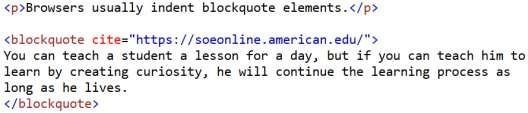 <p>Browsers usually indent blockquote elements.</p>
<blockquote cite="https://soeonline.american.edu/">
You can teach a student a lesson for a day, but if you can teach him to
learn by creating curiosity, he will continue the learning process as
long as he lives.
</blockquote>